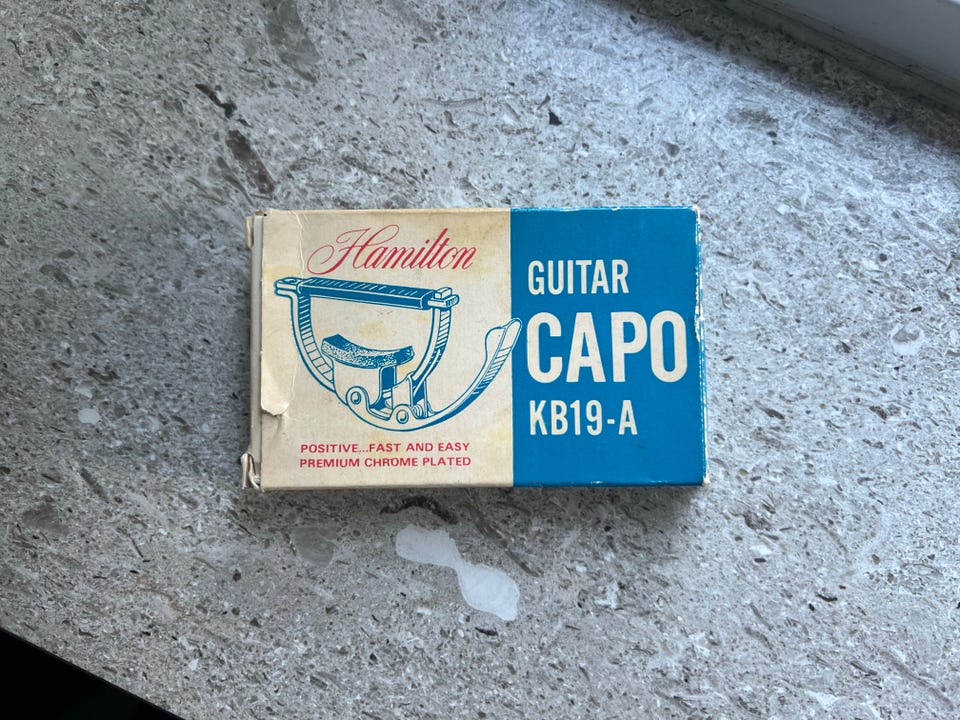 Hamilton
POSITIVE...FAST AND EASY
PREMIUM CHROME PLATED
GUITAR
CAPO
KB19-A